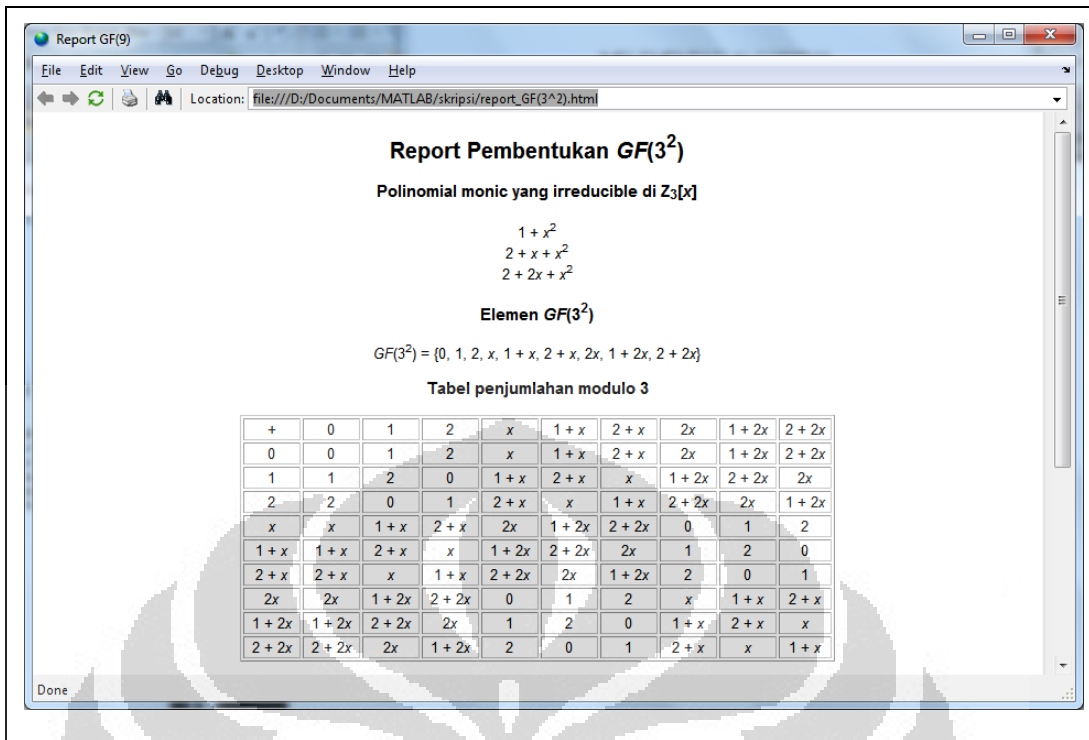 Report GF(9)
File Edit View Go Debug Desktop Window Help
Location: file:///D:/Documents/MATLAB/skripsi/report_GF(3^2).html
Report Pembentukan GF(3²)
Polinomial monic yang irreducible di Z₃[x]
1 + x²
2 + x + x²
2 + 2x + x²
Elemen GF(3²)
GF(3²) = {0, 1, 2, x, 1 + x, 2 + x, 2x, 1 + 2x, 2 + 2x}
Tabel penjumlahan modulo 3
+ 0 1 2 x 1 + x 2 + x 2x 1 + 2x 2 + 2x
0 0 1 2 x 1 + x 2 + x 2x 1 + 2x 2 + 2x
1 1 2 0 1 + x 2 + x x 1 + 2x 2 + 2x 2x
2 2 0 1 2 + x x 1 + x 2 + 2x 2x 1 + 2x
x x 1 + x 2 + x 2x 1 + 2x 2 + 2x 0 1 2
1 + x 1 + x 2 + x x 1 + 2x 2 + 2x 2x 1 2 0
2 + x 2 + x x 1 + x 2 + 2x 2x 1 + 2x 2 0 1
2x 2x 1 + 2x 2 + 2x 0 1 2 x 1 + x 2 + x
1 + 2x 1 + 2x 2 + 2x 2x 1 2 0 1 + x 2 + x x
2 + 2x 2 + 2x 2x 1 + 2x 2 0 1 2 + x x 1 + x
Done